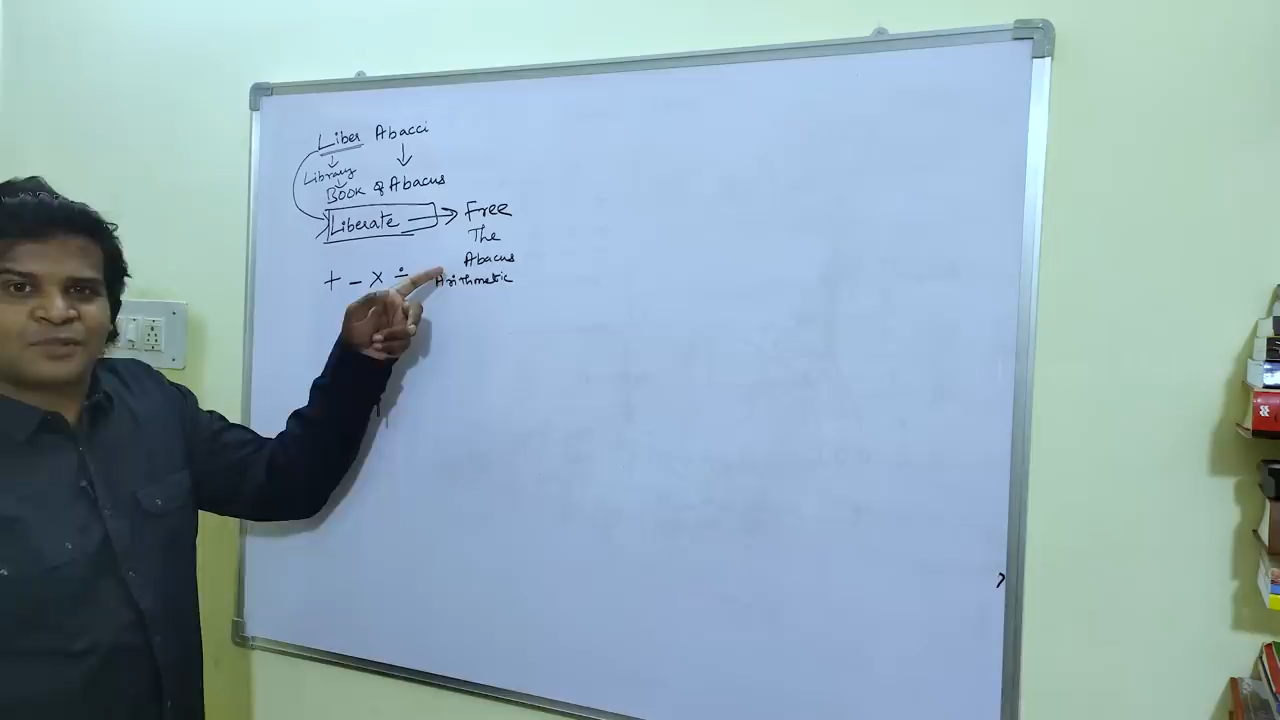 Liber Abacci
Library
BOOK of Abacus
Liberate → Free
The
Abacus
+ - × ÷ Arithmetic